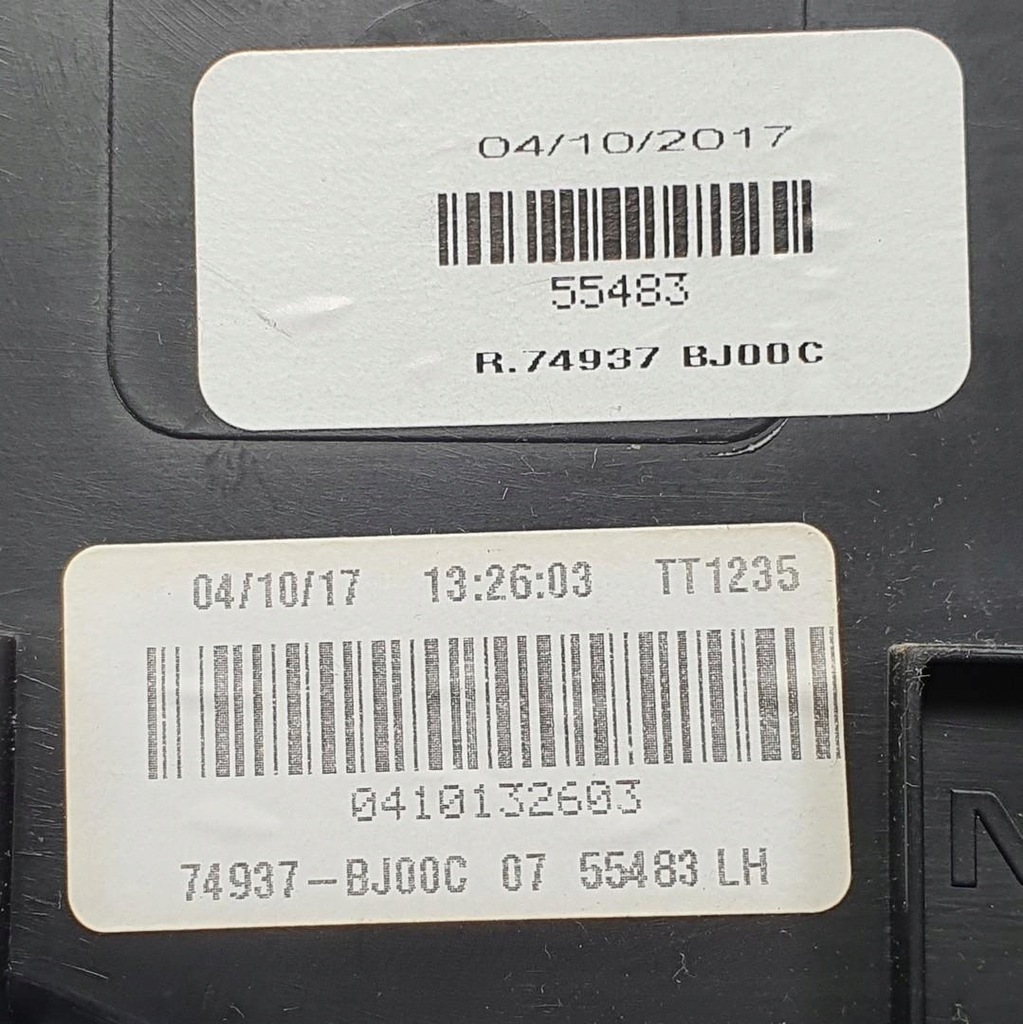 04/10/2017
55483
R.74937 BJ00C
04/10/17 13:26:03 TT1235
0410132603
74937-BJ00C 07 55483 LH
N